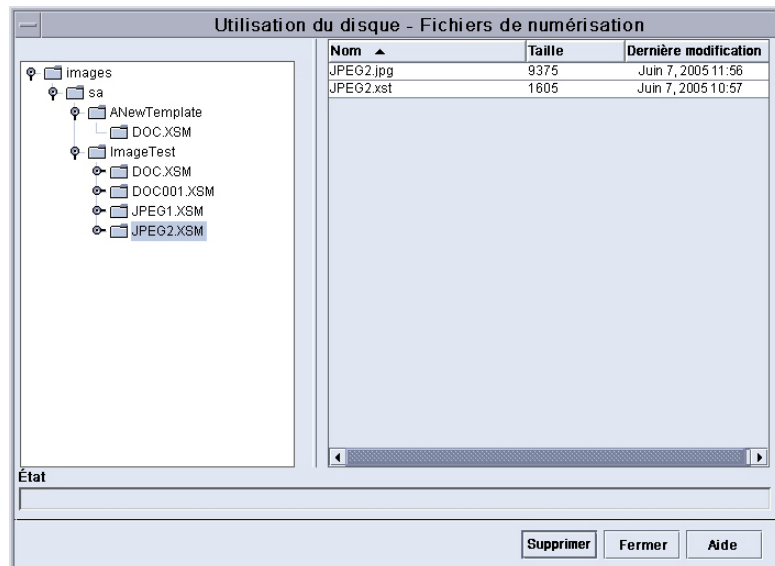 Utilisation du disque - Fichiers de numérisation
Nom Taille Dernière modification
JPEG2.jpg 9375 Juin 7, 2005 11:56
JPEG2.xst 1605 Juin 7, 2005 10:57
images
sa
ANewTemplate
DOC.XSM
ImageTest
DOC.XSM
DOC001.XSM
JPEG1.XSM
JPEG2.XSM
État
Supprimer Fermer Aide